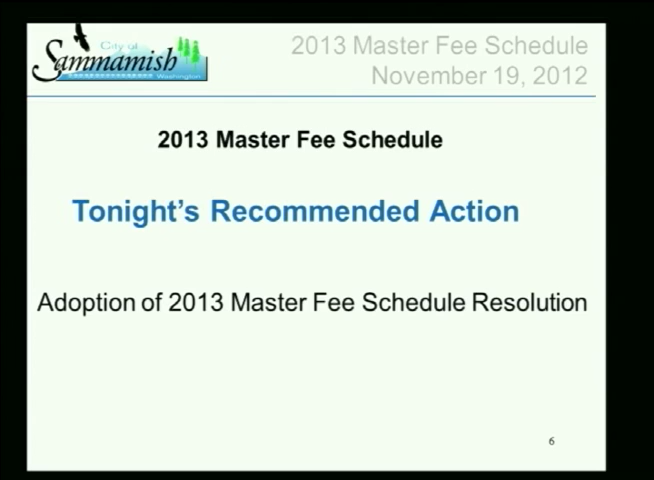 City of
Sammamish
Washington
2013 Master Fee Schedule
November 19, 2012
2013 Master Fee Schedule
Tonight's Recommended Action
Adoption of 2013 Master Fee Schedule Resolution
6